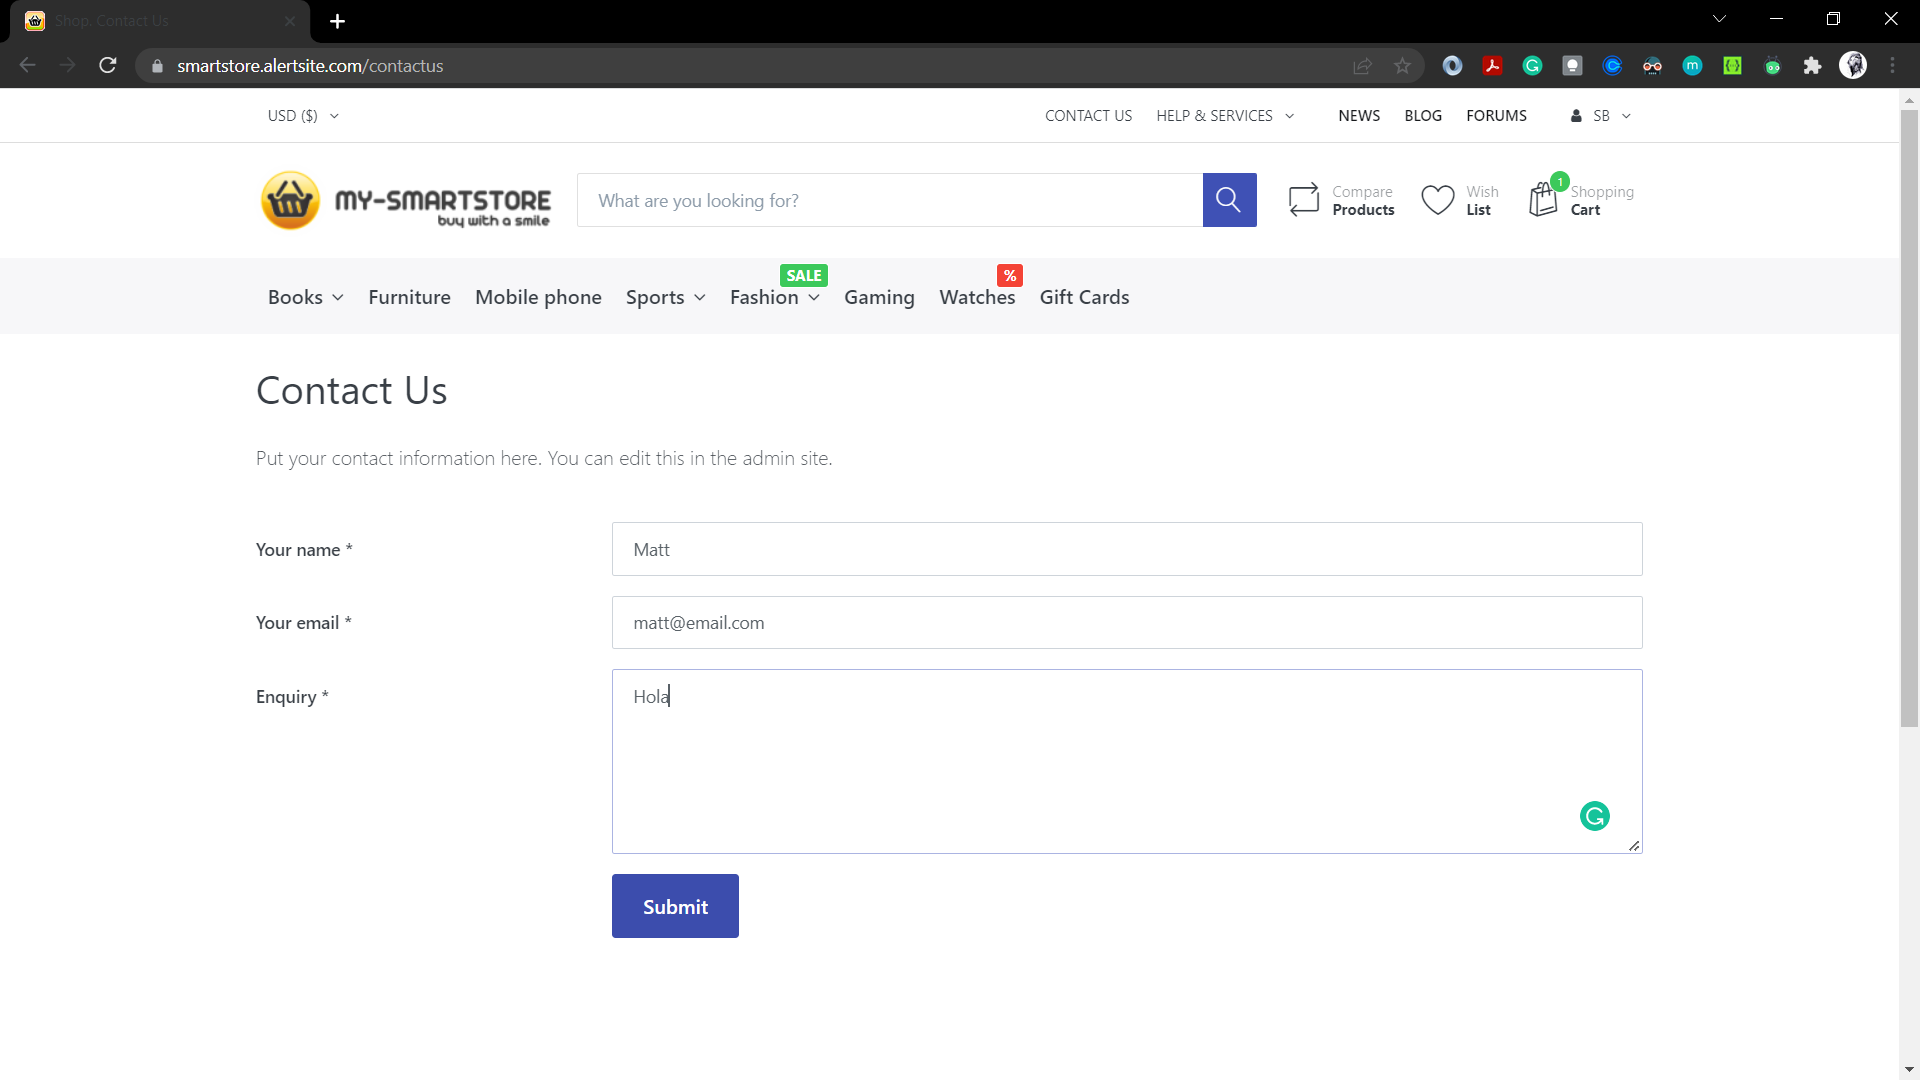 Shop. Contact Us
smartstore.alertsite.com/contactus
USD ($)
CONTACT US
HELP & SERVICES
NEWS
BLOG
FORUMS
SB
MY-SMARTSTORE
buy with a smile
What are you looking for?
Compare
Products
Wish
List
1
Shopping
Cart
SALE
%
Books
Furniture
Mobile phone
Sports
Fashion
Gaming
Watches
Gift Cards
Contact Us
Put your contact information here. You can edit this in the admin site.
Your name *
Matt
Your email *
matt@email.com
Enquiry *
Hola
Submit